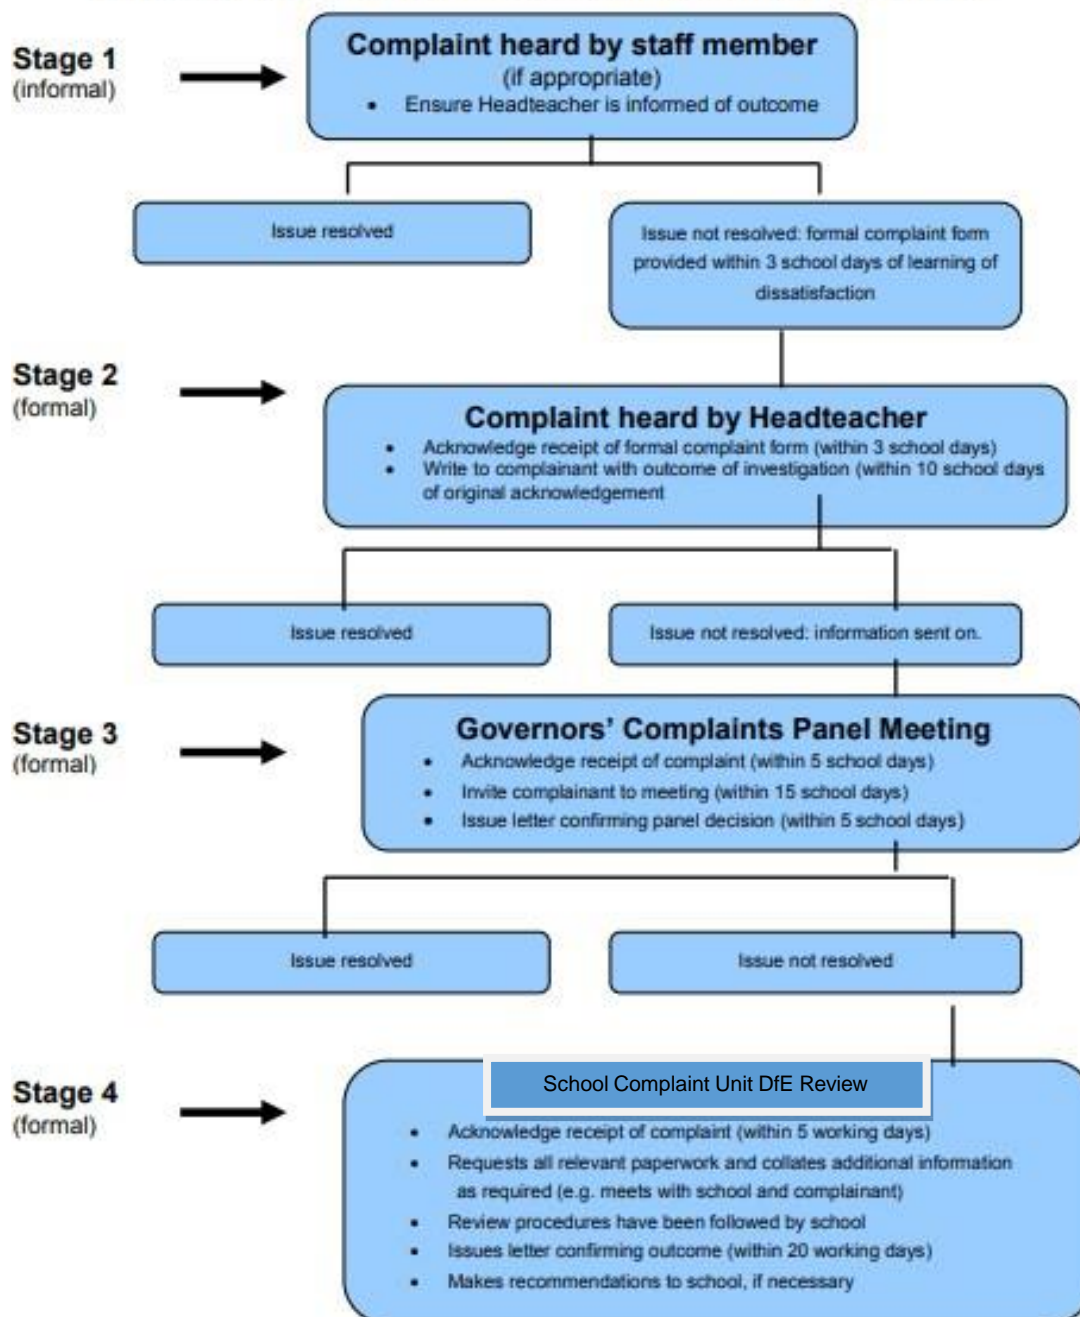 Stage 1
(informal)
Complaint heard by staff member
(if appropriate)
• Ensure Headteacher is informed of outcome
Issue resolved
Issue not resolved: formal complaint form
provided within 3 school days of learning of
dissatisfaction
Stage 2
(formal)
Complaint heard by Headteacher
• Acknowledge receipt of formal complaint form (within 3 school days)
• Write to complainant with outcome of investigation (within 10 school days
of original acknowledgement
Issue resolved
Issue not resolved: information sent on.
Stage 3
(formal)
Governors’ Complaints Panel Meeting
• Acknowledge receipt of complaint (within 5 school days)
• Invite complainant to meeting (within 15 school days)
• Issue letter confirming panel decision (within 5 school days)
Issue resolved
Issue not resolved
Stage 4
(formal)
School Complaint Unit DfE Review
• Acknowledge receipt of complaint (within 5 working days)
• Requests all relevant paperwork and collates additional information
as required (e.g. meets with school and complainant)
• Review procedures have been followed by school
• Issues letter confirming outcome (within 20 working days)
• Makes recommendations to school, if necessary